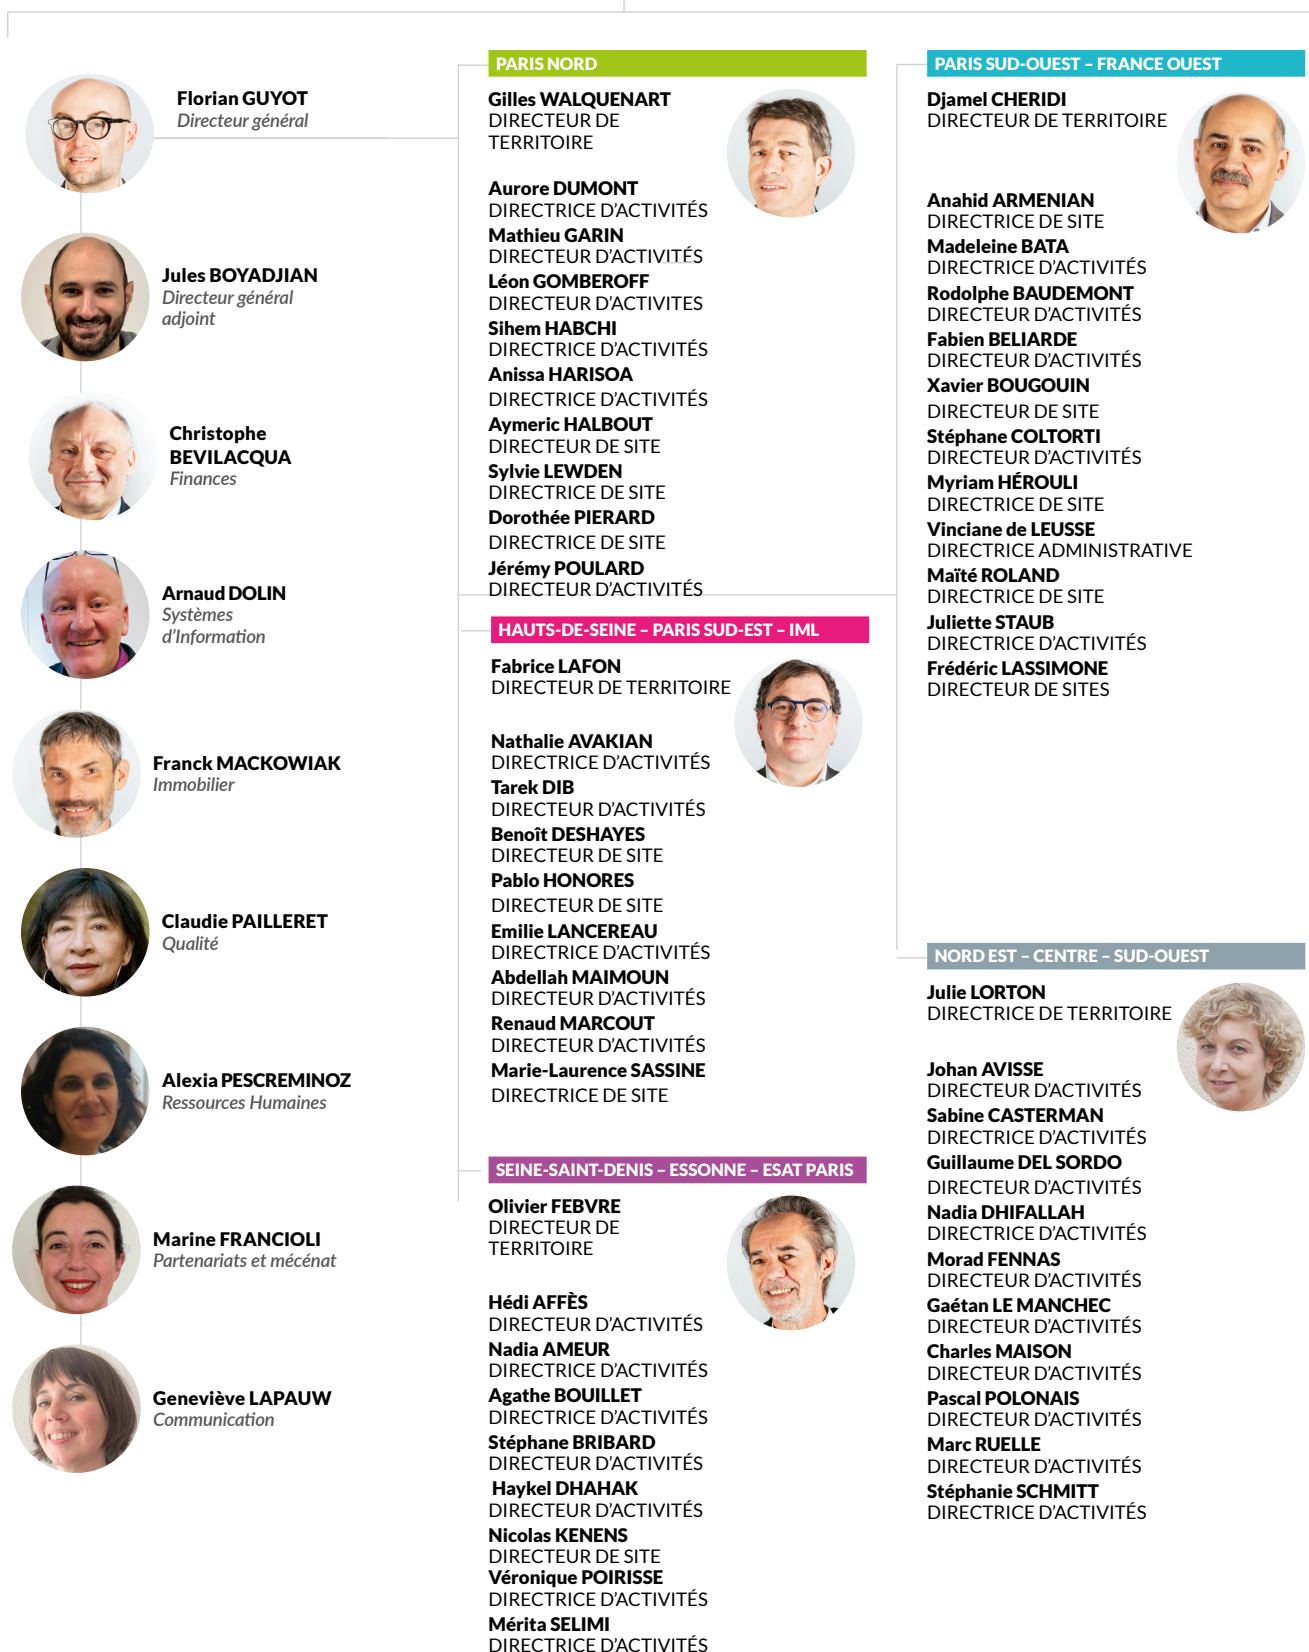 Florian GUYOT
Directeur général
Jules BOYADJIAN
Directeur général
adjoint
Christophe
BEVILACQUA
Finances
Arnaud DOLIN
Systèmes
d’Information
Franck MACKOWIAK
Immobilier
Claudie PAILLERET
Qualité
Alexia PESCREMINOZ
Ressources Humaines
Marine FRANCIOLI
Partenariats et mécénat
Geneviève LAPAUW
Communication
PARIS NORD
Gilles WALQUENART
DIRECTEUR DE
TERRITOIRE
Aurore DUMONT
DIRECTRICE D’ACTIVITÉS
Mathieu GARIN
DIRECTEUR D’ACTIVITÉS
Léon GOMBEROFF
DIRECTEUR D’ACTIVITES
Sihem HABCHI
DIRECTRICE D’ACTIVITÉS
Anissa HARISOA
DIRECTRICE D’ACTIVITÉS
Aymeric HALBOUT
DIRECTEUR DE SITE
Sylvie LEWDEN
DIRECTRICE DE SITE
Dorothée PIERARD
DIRECTRICE DE SITE
Jérémy POULARD
DIRECTEUR D’ACTIVITÉS
HAUTS-DE-SEINE – PARIS SUD-EST – IML
Fabrice LAFON
DIRECTEUR DE TERRITOIRE
Nathalie AVAKIAN
DIRECTRICE D’ACTIVITÉS
Tarek DIB
DIRECTEUR D’ACTIVITÉS
Benoît DESHAYES
DIRECTEUR DE SITE
Pablo HONORES
DIRECTEUR DE SITE
Emilie LANCEREAU
DIRECTRICE D’ACTIVITÉS
Abdellah MAIMOUN
DIRECTEUR D’ACTIVITÉS
Renaud MARCOUT
DIRECTEUR D’ACTIVITÉS
Marie-Laurence SASSINE
DIRECTRICE DE SITE
SEINE-SAINT-DENIS – ESSONNE – ESAT PARIS
Olivier FEBVRE
DIRECTEUR DE
TERRITOIRE
Hédi AFFÈS
DIRECTEUR D’ACTIVITÉS
Nadia AMEUR
DIRECTRICE D’ACTIVITÉS
Agathe BOUILLET
DIRECTRICE D’ACTIVITÉS
Stéphane BRIBARD
DIRECTEUR D’ACTIVITÉS
Haykel DHAHAK
DIRECTEUR D’ACTIVITÉS
Nicolas KENENS
DIRECTEUR DE SITE
Véronique POIRISSE
DIRECTRICE D’ACTIVITÉS
Mérita SELIMI
DIRECTRICE D’ACTIVITÉS
PARIS SUD-OUEST – FRANCE OUEST
Djamel CHERIDI
DIRECTEUR DE TERRITOIRE
Anahid ARMENIAN
DIRECTRICE DE SITE
Madeleine BATA
DIRECTRICE D’ACTIVITÉS
Rodolphe BAUDEMONT
DIRECTEUR D’ACTIVITÉS
Fabien BELIARDE
DIRECTEUR D’ACTIVITÉS
Xavier BOUGOUIN
DIRECTEUR DE SITE
Stéphane COLTORTI
DIRECTEUR D’ACTIVITÉS
Myriam HÉROULI
DIRECTRICE DE SITE
Vinciane de LEUSSE
DIRECTRICE ADMINISTRATIVE
Maïté ROLAND
DIRECTRICE DE SITE
Juliette STAUB
DIRECTRICE D’ACTIVITÉS
Frédéric LASSIMONE
DIRECTEUR DE SITES
NORD EST – CENTRE – SUD-OUEST
Julie LORTON
DIRECTRICE DE TERRITOIRE
Johan AVISSE
DIRECTEUR D’ACTIVITÉS
Sabine CASTERMAN
DIRECTRICE D’ACTIVITÉS
Guillaume DEL SORDO
DIRECTEUR D’ACTIVITÉS
Nadia DHIFALLAH
DIRECTRICE D’ACTIVITÉS
Morad FENNAS
DIRECTEUR D’ACTIVITÉS
Gaétan LE MANCHEC
DIRECTEUR D’ACTIVITÉS
Charles MAISON
DIRECTEUR D’ACTIVITÉS
Pascal POLONAIS
DIRECTEUR D’ACTIVITÉS
Marc RUELLE
DIRECTEUR D’ACTIVITÉS
Stéphanie SCHMITT
DIRECTRICE D’ACTIVITÉS